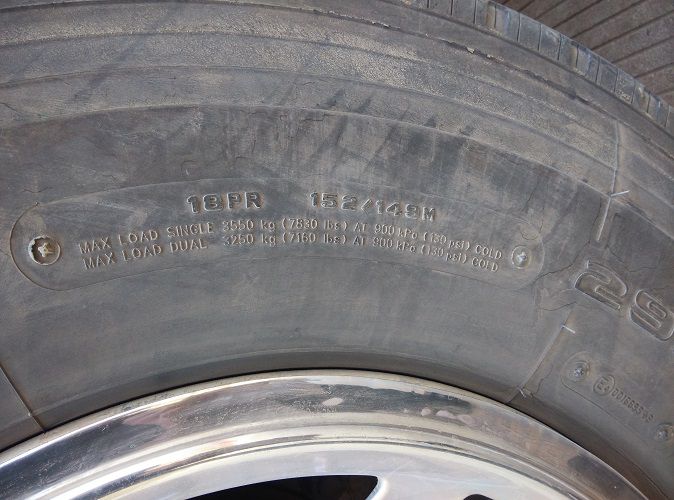 18PR 152/149M
MAX LOAD SINGLE 3550 kg (7830 lbs) AT 900 kPa (130 psi) COLD
MAX LOAD DUAL 3250 kg (7160 lbs) AT 900 kPa (130 psi) COLD
29